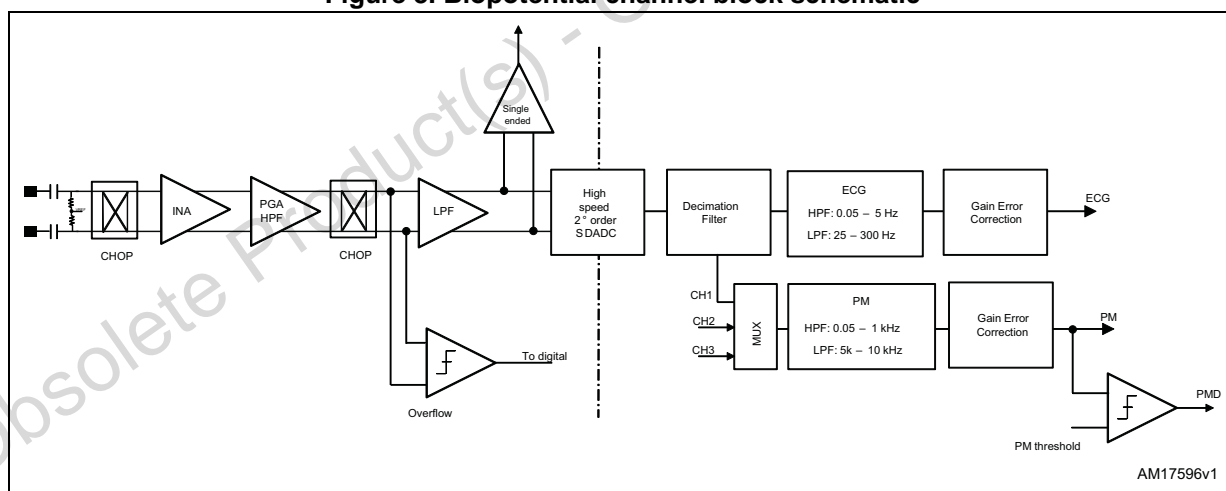 Figure 3. Biopotential channel block schematic
Obsolete Product(s) - O
Single
ended
CHOP
INA
PGA
HPF
CHOP
LPF
High
speed
2° order
SDADC
Decimation
Filter
ECG
HPF: 0.05 – 5 Hz
LPF: 25 – 300 Hz
Gain Error
Correction
ECG
CH1
CH2
CH3
MUX
PM
HPF: 0.05 – 1 kHz
LPF: 5k – 10 kHz
Gain Error
Correction
PM
To digital
Overflow
PM threshold
PMD
AM17596v1